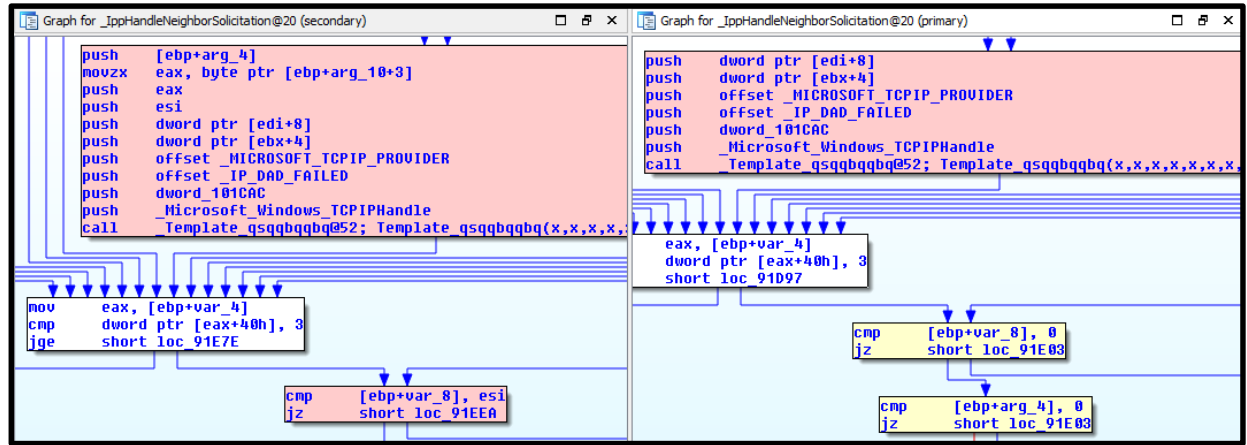 Graph for _IppHandleNeighborSolicitation@20 (secondary)
push [ebp+arg_4]
movzx eax, byte ptr [ebp+arg_10+3]
push eax
push esi
push dword ptr [edi+8]
push dword ptr [ebx+4]
push offset _MICROSOFT_TCPIP_PROVIDER
push offset _IP_DAD_FAILED
push dword_101CAC
push _Microsoft_Windows_TCPIPHandle
call _Template_qsqqbqqbq@52; Template_qsqqbqqbq(x,x,x,x,
mov eax, [ebp+var_4]
cmp dword ptr [eax+40h], 3
jge short loc_91E7E
cmp [ebp+var_8], esi
jz short loc_91EEA
Graph for _IppHandleNeighborSolicitation@20 (primary)
push dword ptr [edi+8]
push dword ptr [ebx+4]
push offset _MICROSOFT_TCPIP_PROVIDER
push offset _IP_DAD_FAILED
push dword_101CAC
push _Microsoft_Windows_TCPIPHandle
call _Template_qsqqbqqbq@52; Template_qsqqbqqbq(x,x,x,x,x,x,x,
eax, [ebp+var_4]
dword ptr [eax+40h], 3
short loc_91D97
cmp [ebp+var_8], 0
jz short loc_91E03
cmp [ebp+arg_4], 0
jz short loc_91E03